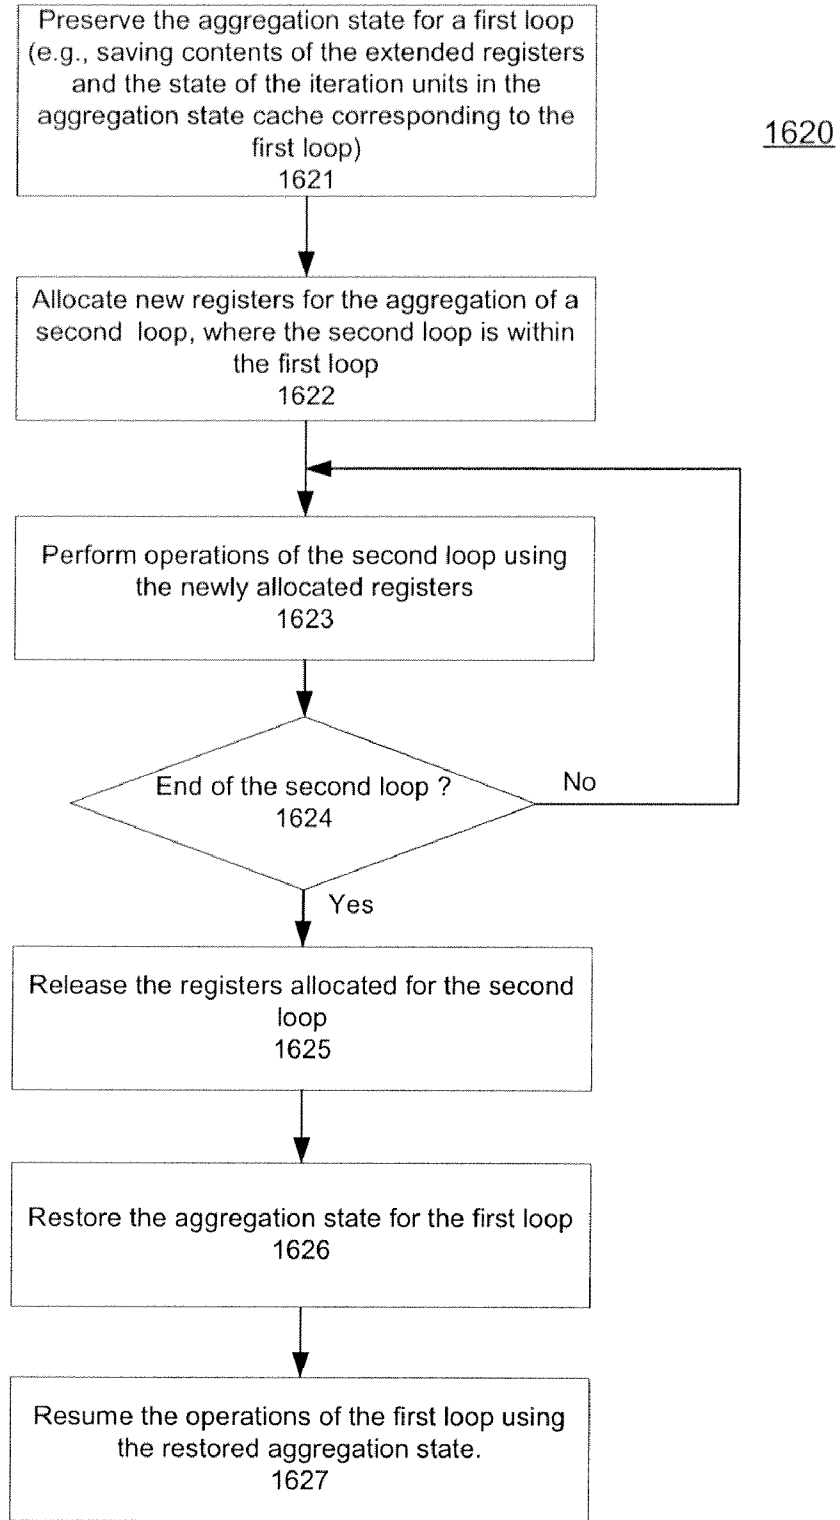 Preserve the aggregation state for a first loop
(e.g., saving contents of the extended registers
and the state of the iteration units in the
aggregation state cache corresponding to the
first loop)
1621
1620
Allocate new registers for the aggregation of a
second loop, where the second loop is within
the first loop
1622
Perform operations of the second loop using
the newly allocated registers
1623
End of the second loop ?
1624
No
Yes
Release the registers allocated for the second
loop
1625
Restore the aggregation state for the first loop
1626
Resume the operations of the first loop using
the restored aggregation state.
1627